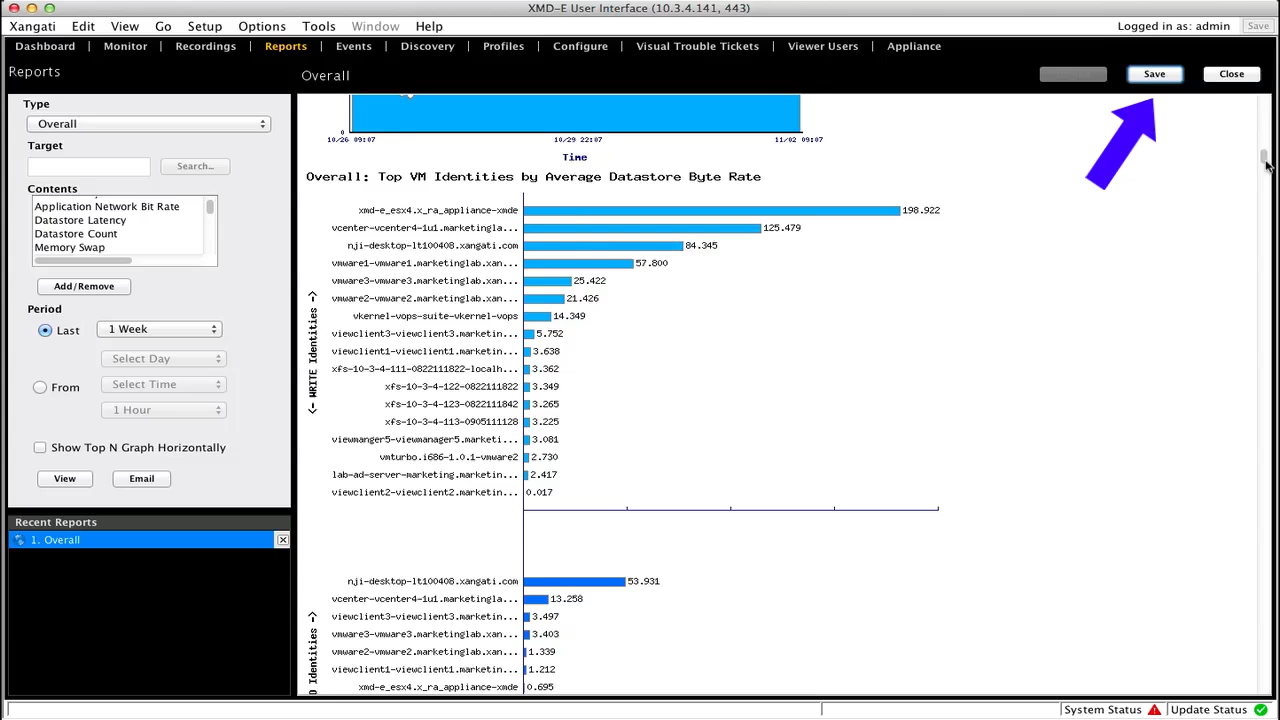 XMD-E User Interface (10.3.4.141, 443)
Xangati Edit View Go Setup Options Tools Window Help Logged in as: admin Save
Dashboard | Monitor | Recordings | Reports | Events | Discovery | Profiles | Configure | Visual Trouble Tickets | Viewer Users | Appliance
Reports
Overall
Save
Close
Type
Overall
Target
Search...
Contents
Application Network Bit Rate
Datastore Latency
Datastore Count
Memory Swap
Add/Remove
Period
Last 1 Week
Select Day
From Select Time
1 Hour
Show Top N Graph Horizontally
View Email
Recent Reports
1. Overall
0
10/26 09:07 10/29 22:07 11/02 09:07
Time
Overall: Top VM Identities by Average Datastore Byte Rate
<- WRITE Identities ->
xmd-e_esx4.x_ra_appliance-xmde 198.922
vcenter-vcenter4-1u1.marketingla... 125.479
nji-desktop-lt100408.xangati.com 84.345
vmware1-vmware1.marketinglab.xan... 57.800
vmware3-vmware3.marketinglab.xan... 25.422
vmware2-vmware2.marketinglab.xan... 21.426
vkernel-vops-suite-vkernel-vops 14.349
viewclient3-viewclient3.marketin... 5.752
viewclient1-viewclient1.marketin... 3.638
xfs-10-3-4-111-0822111822-localh... 3.362
xfs-10-3-4-122-0822111822 3.349
xfs-10-3-4-123-0822111842 3.265
xfs-10-3-4-113-0905111128 3.225
viewmanger5-viewmanager5.marketi... 3.081
vmturbo.i686-1.0.1-vmware2 2.730
lab-ad-server-marketing.marketin... 2.417
viewclient2-viewclient2.marketin... 0.017
D Identities ->
nji-desktop-lt100408.xangati.com 53.931
vcenter-vcenter4-1u1.marketingla... 13.258
viewclient3-viewclient3.marketin... 3.497
vmware3-vmware3.marketinglab.xan... 3.403
vmware2-vmware2.marketinglab.xan... 1.339
viewclient1-viewclient1.marketin... 1.212
xmd-e_esx4.x_ra_appliance-xmde 0.695
System Status Update Status